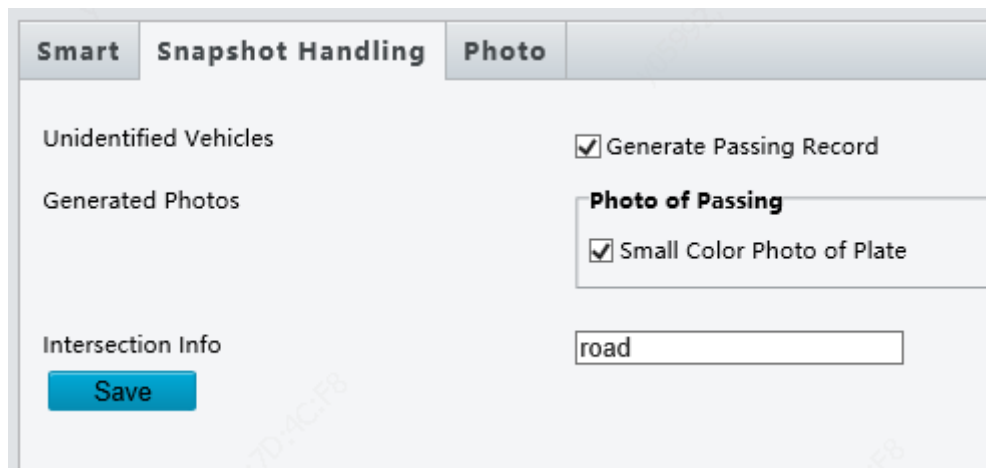 Smart Snapshot Handling Photo
Unidentified Vehicles Generate Passing Record
Generated Photos Photo of Passing
Small Color Photo of Plate
Intersection Info road
Save